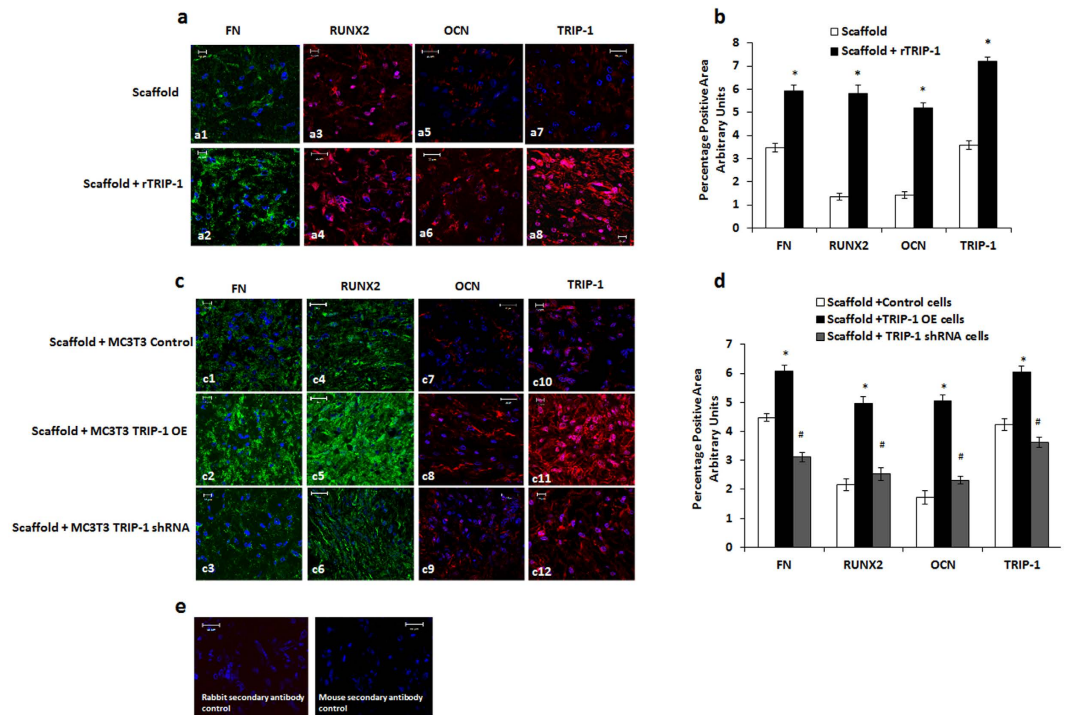 a
FN RUNX2 OCN TRIP-1
Scaffold
a1 a3 a5 a7
Scaffold + rTRIP-1
a2 a4 a6 a8
b
Scaffold
Scaffold + rTRIP-1
Percentage Positive Area
Arbitrary Units
8
7
6
5
4
3
2
1
0
* * * *
FN RUNX2 OCN TRIP-1
c
FN RUNX2 OCN TRIP-1
Scaffold + MC3T3 Control
c1 c4 c7 c10
Scaffold + MC3T3 TRIP-1 OE
c2 c5 c8 c11
Scaffold + MC3T3 TRIP-1 shRNA
c3 c6 c9 c12
d
Scaffold +Control cells
Scaffold +TRIP-1 OE cells
Scaffold + TRIP-1 shRNA cells
Percentage Positive Area
Arbitrary Units
7
6
5
4
3
2
1
0
* # * # * # * #
FN RUNX2 OCN TRIP-1
e
Rabbit secondary antibody
control
Mouse secondary antibody
control